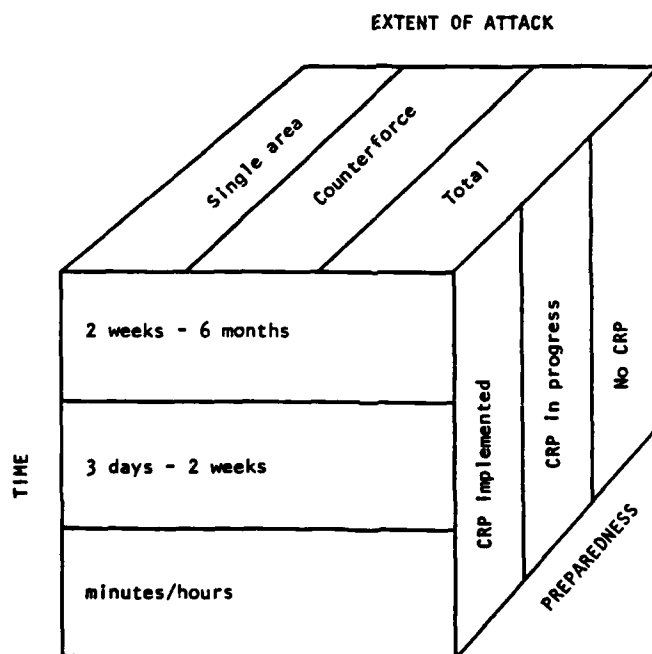 EXTENT OF ATTACK
Single area
Counterforce
Total
2 weeks - 6 months
3 days - 2 weeks
minutes/hours
TIME
CRP implemented
CRP in progress
No CRP
PREPAREDNESS